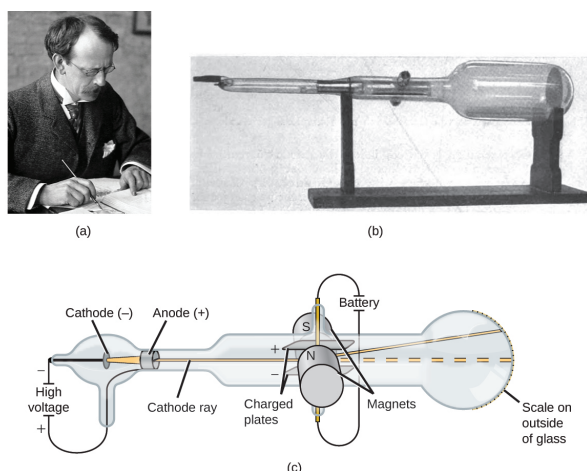 (a)
(b)
Cathode (–)
Anode (+)
Battery
S
+
N
–
–
High
voltage
+
Cathode ray
Charged
plates
Magnets
Scale on
outside
of glass
(c)